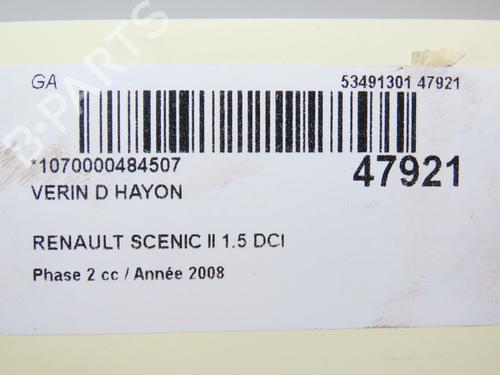 GA
53491301 47921
*1070000484507
47921
VERIN D HAYON
RENAULT SCENIC II 1.5 DCI
Phase 2 cc / Année 2008
B-PARTS